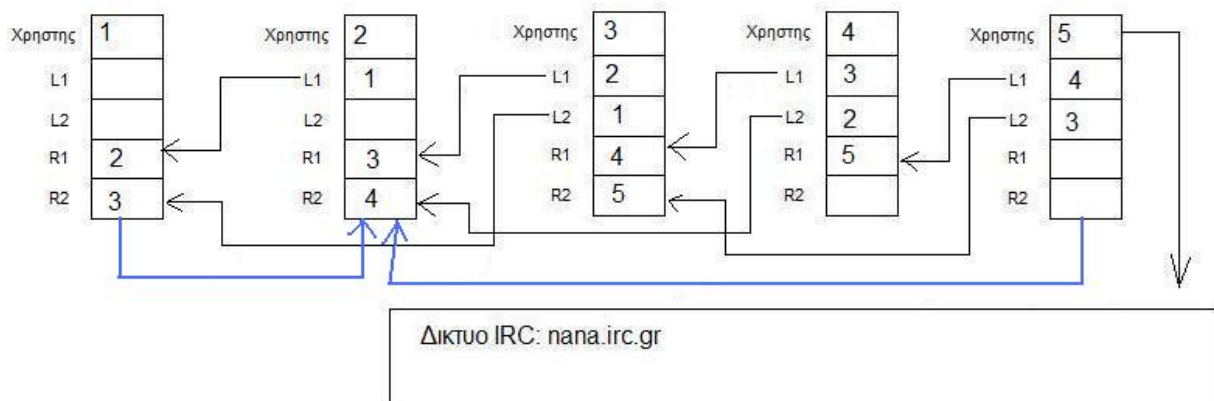 Χρηστης 1 Χρηστης 2 Χρηστης 3 Χρηστης 4 Χρηστης 5
L1 L1 1 L1 2 L1 3 L1 4
L2 L2 L2 1 L2 2 L2 3
R1 2 R1 3 R1 4 R1 5 R1
R2 3 R2 4 R2 5 R2 R2
Δικτυο IRC: nana.irc.gr